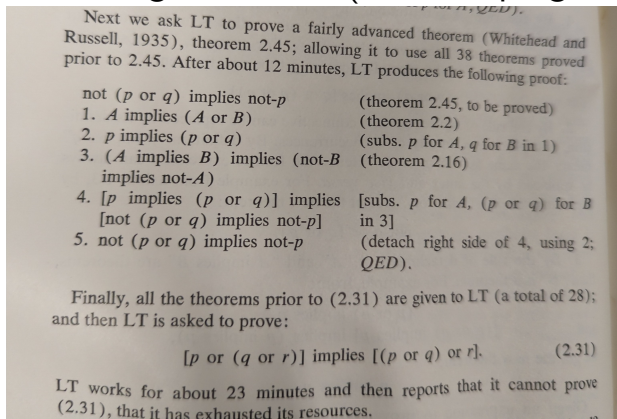 QED).
Next we ask LT to prove a fairly advanced theorem (Whitehead and
Russell, 1935), theorem 2.45; allowing it to use all 38 theorems proved
prior to 2.45. After about 12 minutes, LT produces the following proof:
not (p or q) implies not-p (theorem 2.45, to be proved)
1. A implies (A or B) (theorem 2.2)
2. p implies (p or q) (subs. p for A, q for B in 1)
3. (A implies B) implies (not-B (theorem 2.16)
implies not-A)
4. [p implies (p or q)] implies [subs. p for A, (p or q) for B
[not (p or q) implies not-p] in 3]
5. not (p or q) implies not-p (detach right side of 4, using 2;
QED).
Finally, all the theorems prior to (2.31) are given to LT (a total of 28);
and then LT is asked to prove:
[p or (q or r)] implies [(p or q) or r]. (2.31)
LT works for about 23 minutes and then reports that it cannot prove
(2.31), that it has exhausted its resources.